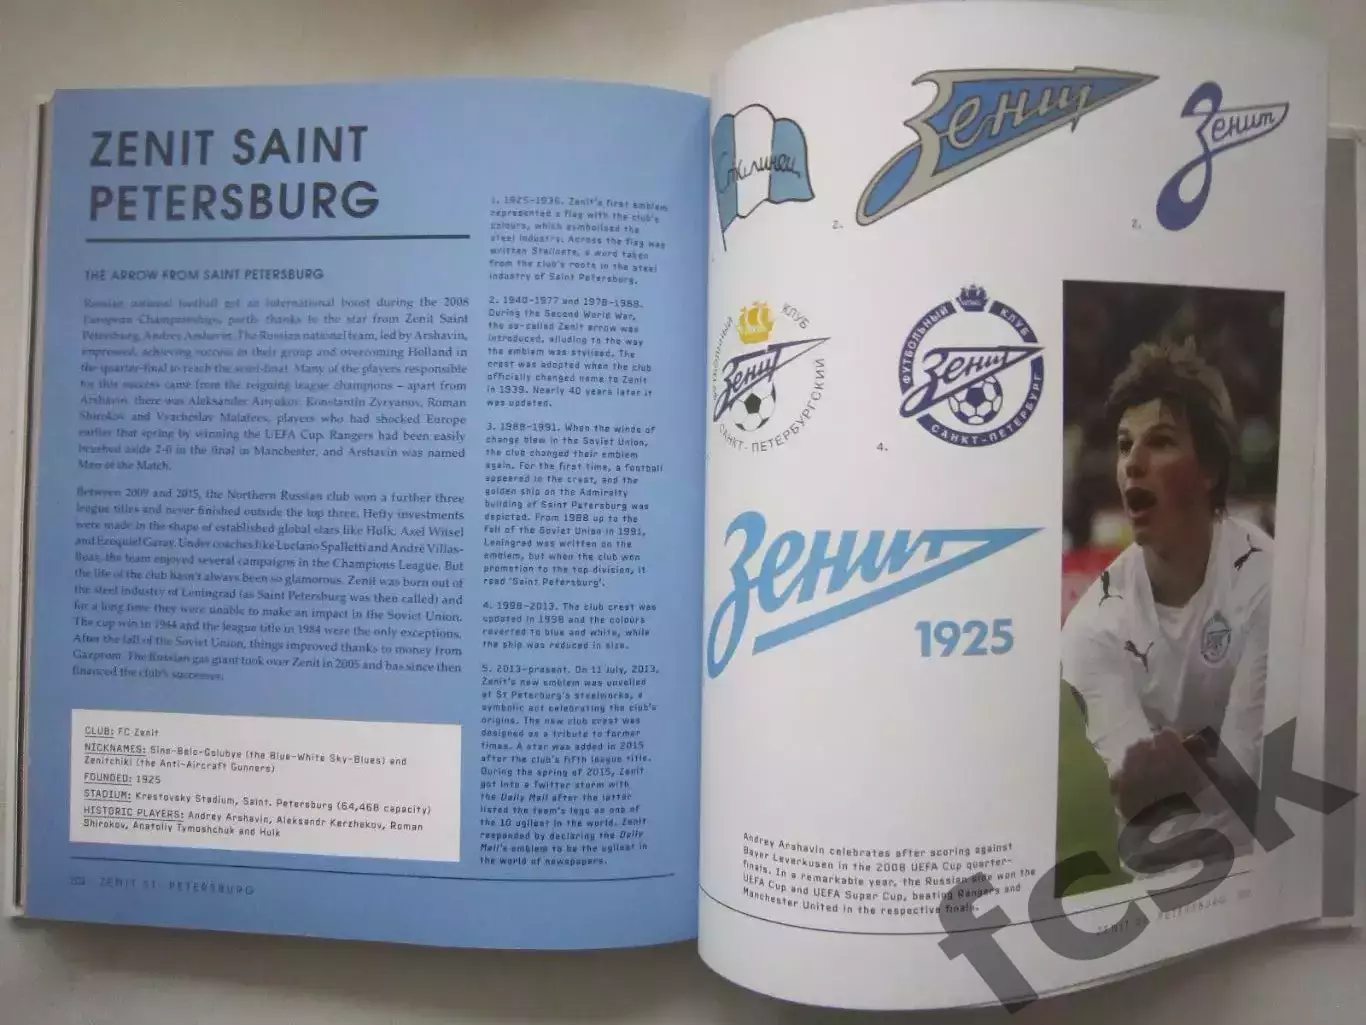 ZENIT SAINT
PETERSBURG
THE ARROW FROM SAINT PETERSBURG
Russian national football got an international boost during the 2008
European Championships, partly thanks to the star from Zenit Saint
Petersburg, Andrey Arshavin. The Russian national team, led by Arshavin,
impressed, achieving success in their group and overcoming Holland in
the quarter-final to reach the semi-final. Many of the players responsible
for this success came from the reigning league champions – apart from
Arshavin, there was Aleksander Anyukov, Konstantin Zyryanov, Roman
Shirokov and Vyacheslav Malafeev, players who had shocked Europe
earlier that spring by winning the UEFA Cup. Rangers had been easily
brushed aside 2-0 in the final in Manchester, and Arshavin was named
Man of the Match.
Between 2009 and 2015, the Northern Russian club won a further three
league titles and never finished outside the top three. Hefty investments
were made in the shape of established global stars like Hulk, Axel Witsel
and Ezequiel Garay. Under coaches like Luciano Spalletti and André Villas-
Boas, the team enjoyed several campaigns in the Champions League. But
the life of the club hasn't always been so glamorous. Zenit was born out of
the steel industry of Leningrad (as Saint Petersburg was then called) and
for a long time they were unable to make an impact in the Soviet Union.
The cup win in 1944 and the league title in 1984 were the only exceptions.
After the fall of the Soviet Union, things improved thanks to money from
Gazprom. The Russian gas giant took over Zenit in 2005 and has since then
financed the club's successes.
CLUB: FC Zenit
NICKNAMES: Sine-Belo-Golubye (the Blue-White Sky-Blues) and
Zenitchiki (the Anti-Aircraft Gunners)
FOUNDED: 1925
STADIUM: Krestovsky Stadium, Saint Petersburg (64,468 capacity)
HISTORIC PLAYERS: Andrey Arshavin, Aleksandr Kerzhakov, Roman
Shirokov, Anatoliy Tymoshchuk and Hulk
ZENIT ST. PETERSBURG
1. 1925–1936. Zenit's first emblem
represented a flag with the club's
colours, which symbolised the
steel industry. Across the flag was
written Stalinets, a word taken
from the club's roots in the steel
industry of Saint Petersburg.
2. 1940-1977 and 1978-1988.
During the Second World War,
the so-called Zenit arrow was
introduced, alluding to the way
the emblem was stylised. The
crest was adopted when the club
officially changed name to Zenit
in 1939. Nearly 40 years later it
was updated.
3. 1989-1991. When the winds of
change blew in the Soviet Union,
the club changed their emblem
again. For the first time, a football
appeared in the crest, and the
golden ship on the Admiralty
building of Saint Petersburg was
depicted. From 1988 up to the
fall of the Soviet Union in 1991,
Leningrad was written on the
emblem, but when the club won
promotion to the top division, it
read 'Saint Petersburg'.
4. 1998-2013. The club crest was
updated in 1998 and the colours
reverted to blue and white, while
the ship was reduced in size.
5. 2013-present. On 11 July, 2013,
Zenit's new emblem was unveiled
at St Petersburg's steelworks, a
symbolic act celebrating the club's
origins. The new club crest was
designed as a tribute to former
times. A star was added in 2015
after the club's fifth league title.
During the spring of 2015, Zenit
got into a Twitter storm with
the Daily Mail after the latter
listed the team's logo as one of
the 10 ugliest in the world. Zenit
responded by declaring the Daily
Mail's emblem to be the ugliest in
the world of newspapers.
Сталинец
Зенит
2.
Зенит
2.
КЛУБ
Зенит
САНКТ-ПЕТЕРБУРГСКИЙ
ФУТБОЛЬНЫЙ КЛУБ
Зенит
САНКТ-ПЕТЕРБУРГ
4.
Зенит
1925
Andrey Arshavin celebrates after scoring against
Bayer Leverkusen in the 2008 UEFA Cup quarter-
finals. In a remarkable year, the Russian side won the
UEFA Cup and UEFA Super Cup, beating Rangers and
Manchester United in the respective finals.
ZENIT ST. PETERSBURG
fcsk